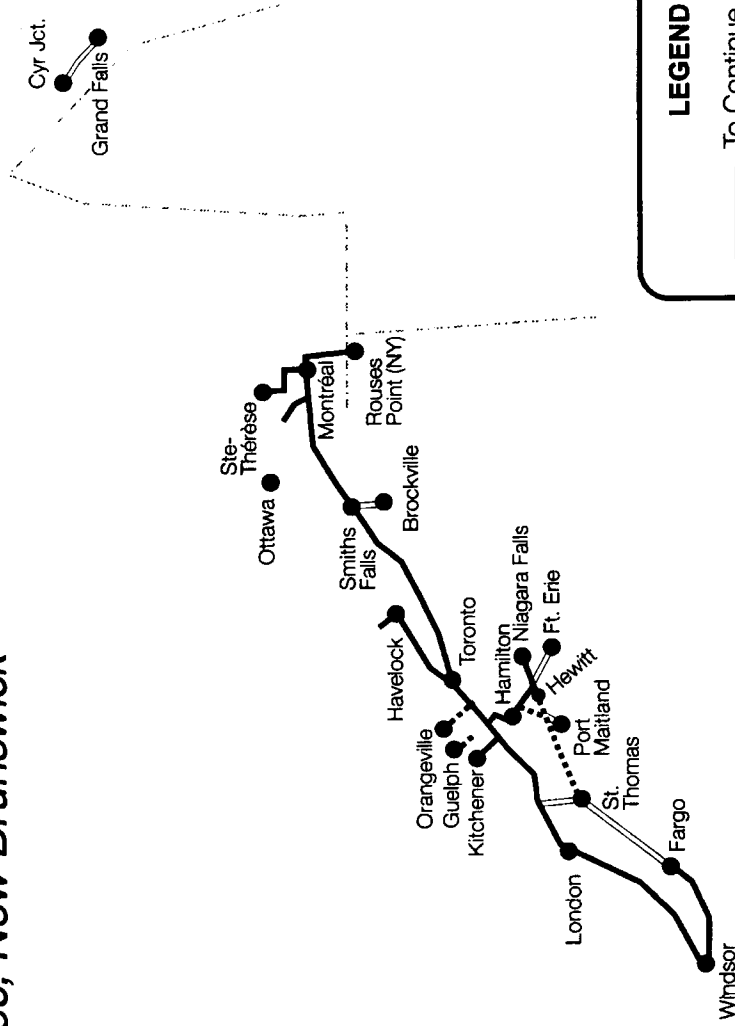 New Brunswick
Cyr Jct.
Grand Falls
Ste-
Thérèse
Montréal
Rouses
Point (NY)
Ottawa
Smiths
Falls
Brockville
Havelock
Toronto
Hamilton
Niagara Falls
Ft. Erie
Hewitt
Orangeville
Guelph
Kitchener
Port
Maitland
St.
Thomas
London
Fargo
Windsor
LEGEND
To Continue